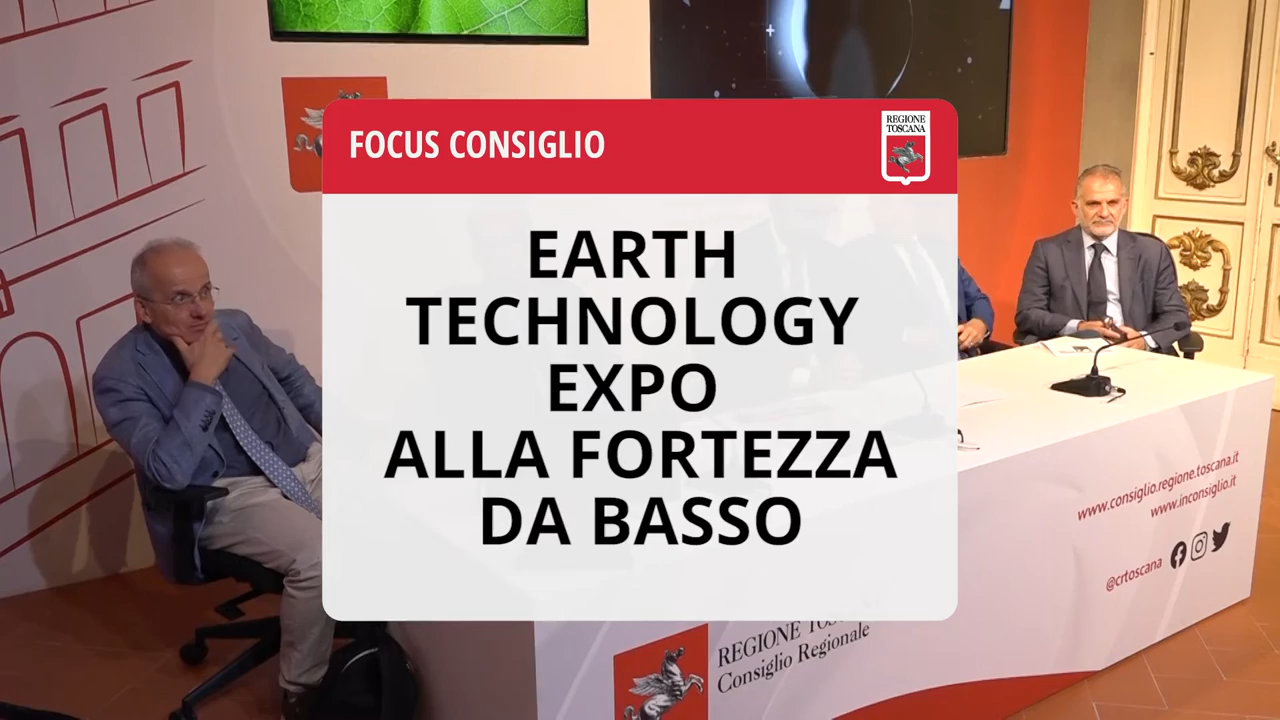 FOCUS CONSIGLIO
REGIONE
TOSCANA
EARTH
TECHNOLOGY
EXPO
ALLA FORTEZZA
DA BASSO
www.consiglio.regione.toscana.it
www.inconsiglio.it
@crtoscana
REGIONE
Consiglio Regionale